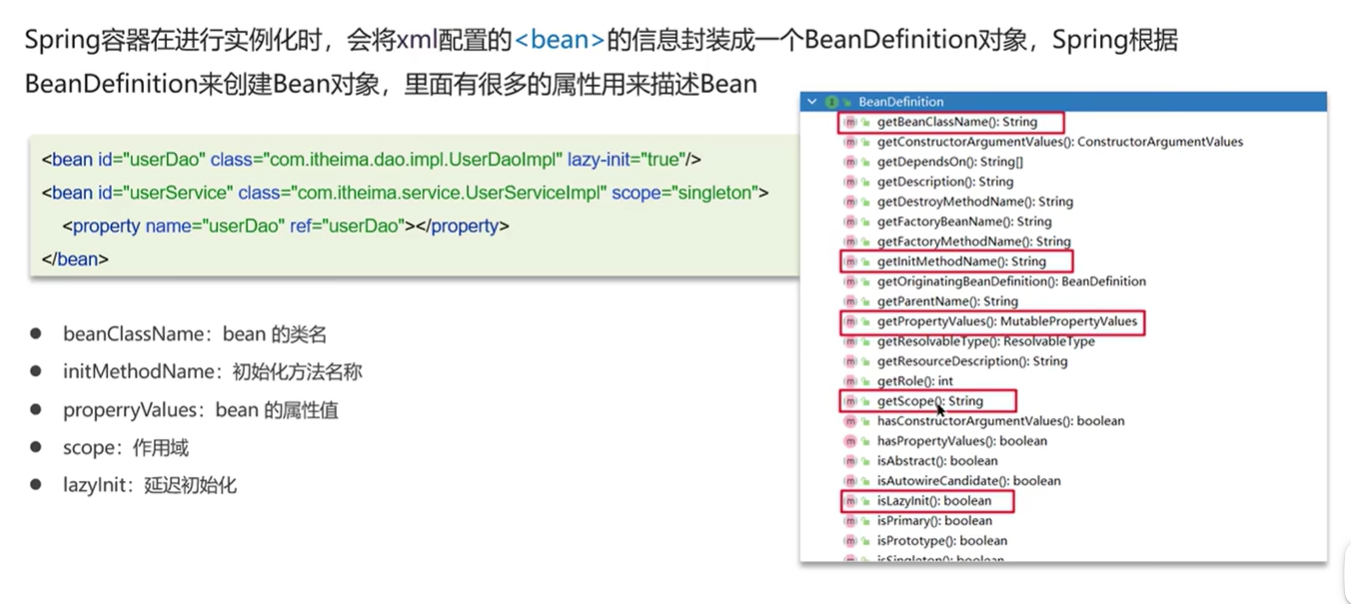 Spring容器在进行实例化时，会将xml配置的<bean>的信息封装成一个BeanDefinition对象，Spring根据
BeanDefinition来创建Bean对象，里面有很多的属性用来描述Bean
<bean id="userDao" class="com.itheima.dao.impl.UserDaoImpl" lazy-init="true"/>
<bean id="userService" class="com.itheima.service.UserServiceImpl" scope="singleton">
<property name="userDao" ref="userDao"></property>
</bean>
beanClassName：bean 的类名
initMethodName：初始化方法名称
properryValues：bean 的属性值
scope：作用域
lazyInit：延迟初始化
BeanDefinition
getBeanClassName(): String
getConstructorArgumentValues(): ConstructorArgumentValues
getDependsOn(): String[]
getDescription(): String
getDestroyMethodName(): String
getFactoryBeanName(): String
getFactoryMethodName(): String
getInitMethodName(): String
getOriginatingBeanDefinition(): BeanDefinition
getParentName(): String
getPropertyValues(): MutablePropertyValues
getResolvableType(): ResolvableType
getResourceDescription(): String
getRole(): int
getScope(): String
hasConstructorArgumentValues(): boolean
hasPropertyValues(): boolean
isAbstract(): boolean
isAutowireCandidate(): boolean
isLazyInit(): boolean
isPrimary(): boolean
isPrototype(): boolean
isSingleton(): boolean